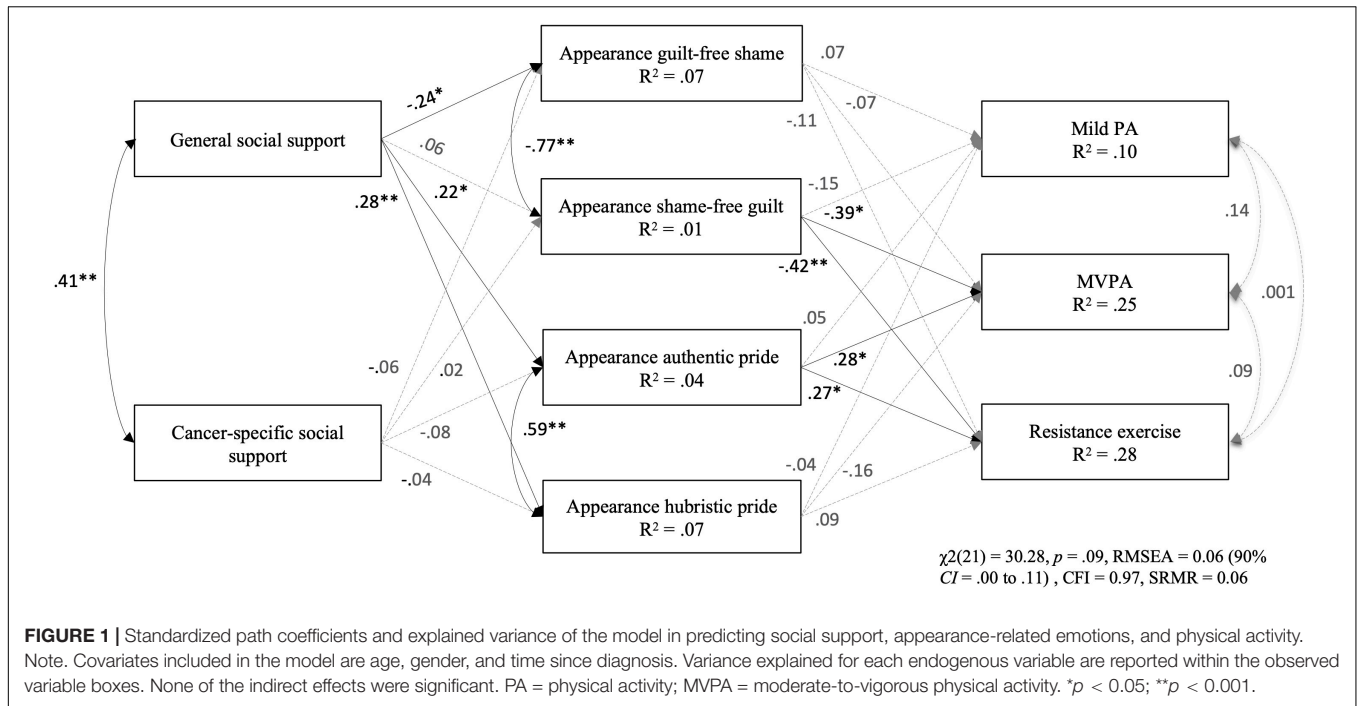 General social support
Cancer-specific social
support
.41**
-.24*
.06
.22*
.28**
-.06
.02
-.08
-.04
Appearance guilt-free shame
R² = .07
-.77**
Appearance shame-free guilt
R² = .01
Appearance authentic pride
R² = .04
.59**
Appearance hubristic pride
R² = .07
.07
-.07
-.11
-.15
-.39*
-.42**
.05
.28*
.27*
-.04
-.16
.09
Mild PA
R² = .10
MVPA
R² = .25
Resistance exercise
R² = .28
.14
.001
.09
χ2(21) = 30.28, p = .09, RMSEA = 0.06 (90%
CI = .00 to .11) , CFI = 0.97, SRMR = 0.06
FIGURE 1 | Standardized path coefficients and explained variance of the model in predicting social support, appearance-related emotions, and physical activity.
Note. Covariates included in the model are age, gender, and time since diagnosis. Variance explained for each endogenous variable are reported within the observed
variable boxes. None of the indirect effects were significant. PA = physical activity; MVPA = moderate-to-vigorous physical activity. *p < 0.05; **p < 0.001.